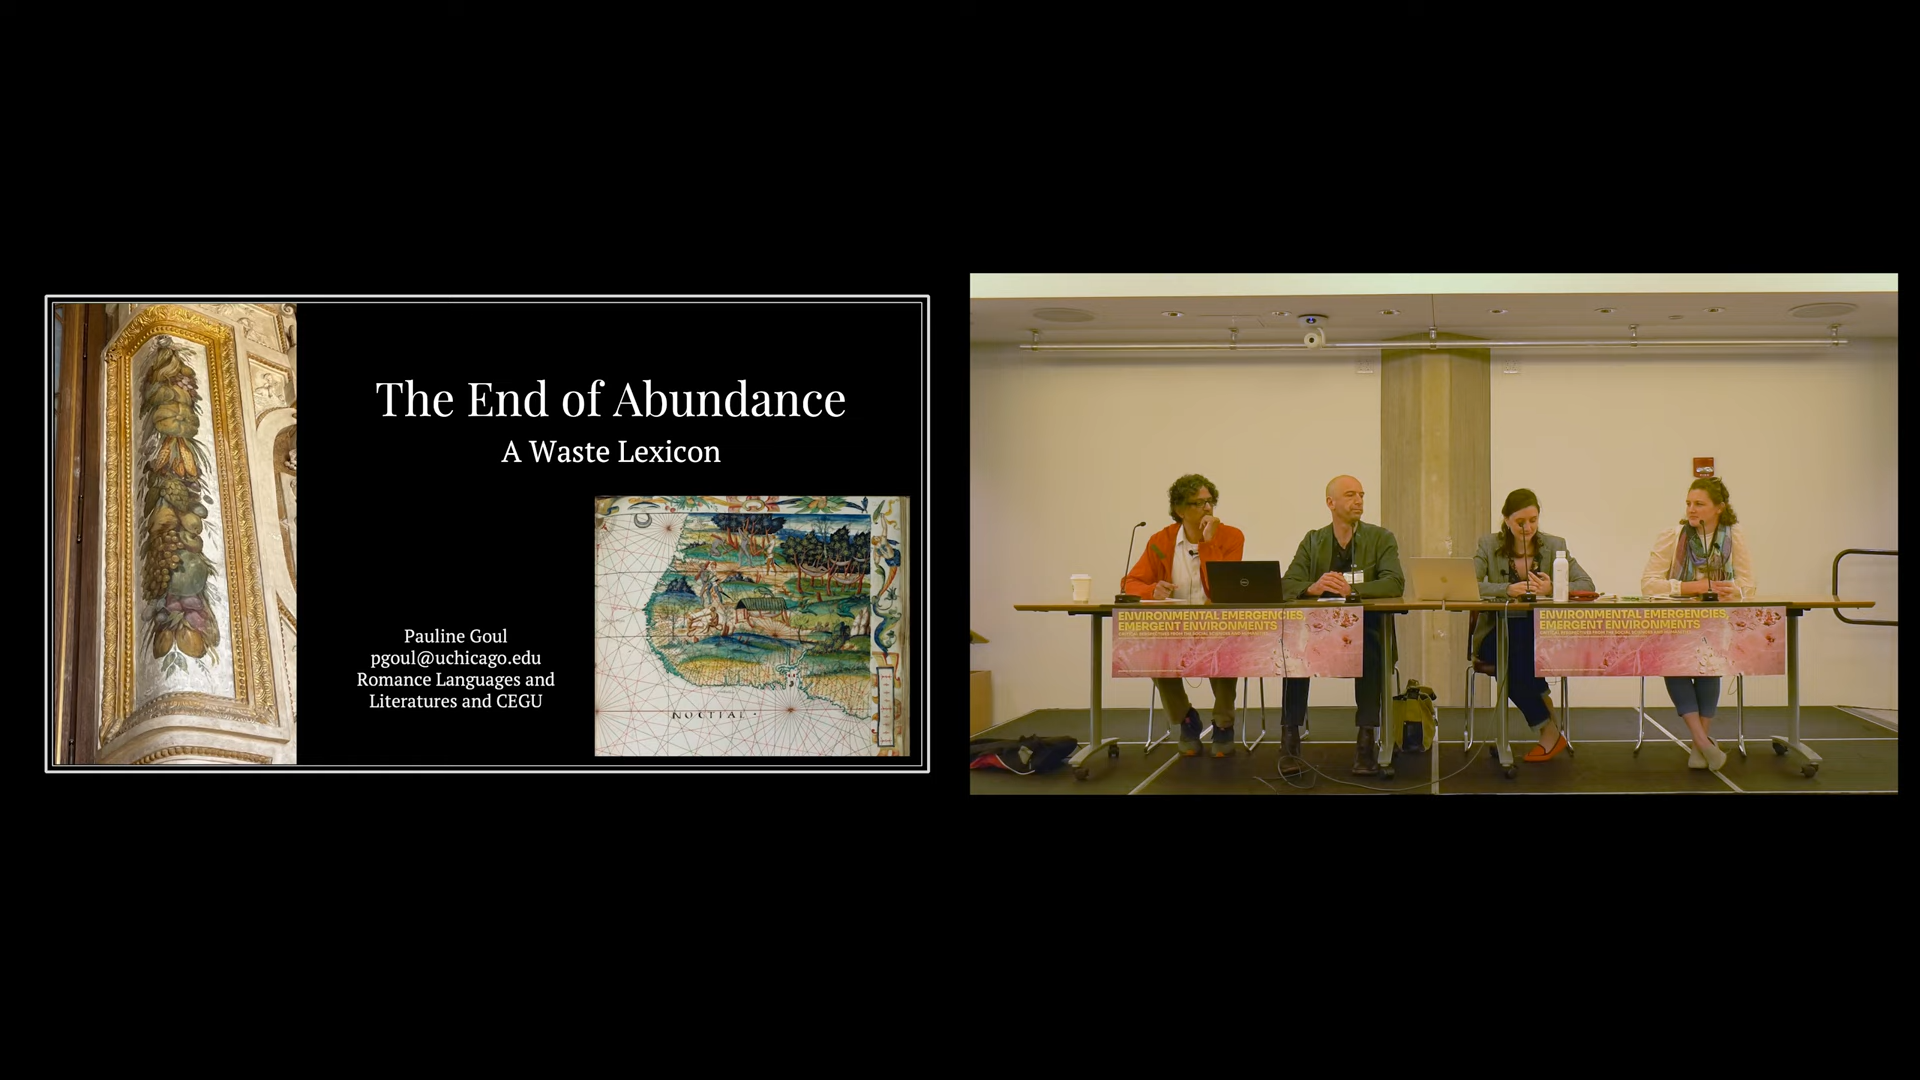 The End of Abundance
A Waste Lexicon
Pauline Goul
pgoul@uchicago.edu
Romance Languages and
Literatures and CEGU
ENVIRONMENTAL EMERGENCIES,
EMERGENT ENVIRONMENTS
ENVIRONMENTAL EMERGENCIES,
EMERGENT ENVIRONMENTS